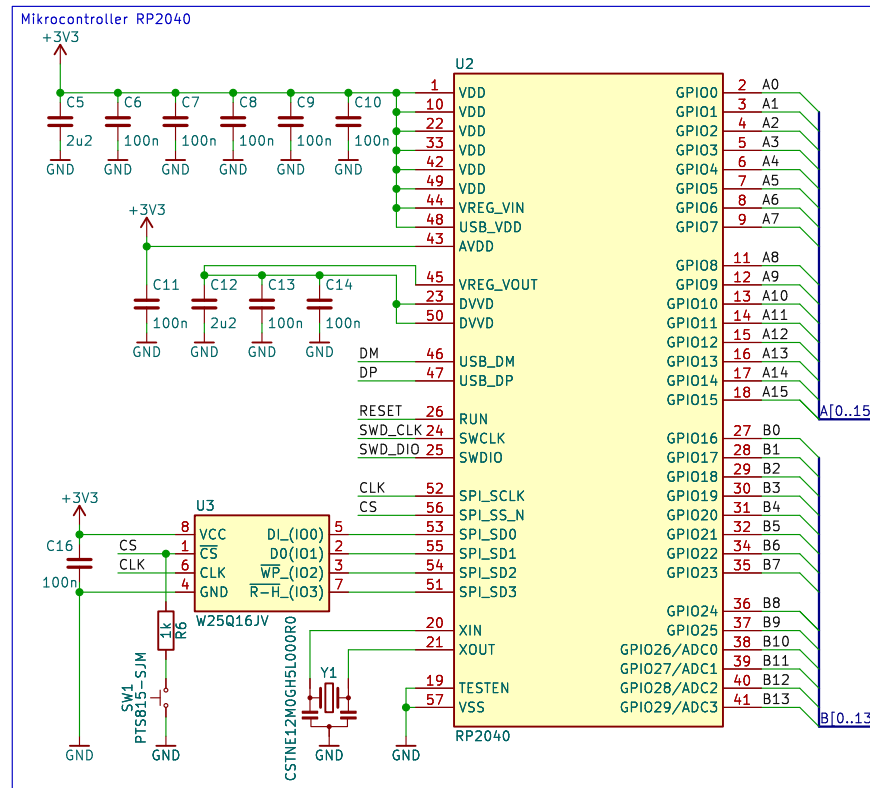 Mikrocontroller RP2040
+3V3
C5
2u2
GND
C6
100n
GND
C7
100n
GND
C8
100n
GND
C9
100n
GND
C10
100n
GND
+3V3
C11
100n
GND
C12
2u2
GND
C13
100n
GND
C14
100n
GND
DM
DP
RESET
SWD_CLK
SWD_DIO
CLK
CS
U2
1 VDD
10 VDD
22 VDD
33 VDD
42 VDD
49 VDD
44 VREG_VIN
48 USB_VDD
43 AVDD
45 VREG_VOUT
23 DVVD
50 DVVD
46 USB_DM
47 USB_DP
26 RUN
24 SWCLK
25 SWDIO
52 SPI_SCLK
56 SPI_SS_N
53 SPI_SD0
55 SPI_SD1
54 SPI_SD2
51 SPI_SD3
20 XIN
21 XOUT
19 TESTEN
57 VSS
RP2040
GND
GPIO0 2 A0
GPIO1 3 A1
GPIO2 4 A2
GPIO3 5 A3
GPIO4 6 A4
GPIO5 7 A5
GPIO6 8 A6
GPIO7 9 A7
GPIO8 11 A8
GPIO9 12 A9
GPIO10 13 A10
GPIO11 14 A11
GPIO12 15 A12
GPIO13 16 A13
GPIO14 17 A14
GPIO15 18 A15
A[0..15
GPIO16 27 B0
GPIO17 28 B1
GPIO18 29 B2
GPIO19 30 B3
GPIO20 31 B4
GPIO21 32 B5
GPIO22 34 B6
GPIO23 35 B7
GPIO24 36 B8
GPIO25 37 B9
GPIO26/ADC0 38 B10
GPIO27/ADC1 39 B11
GPIO28/ADC2 40 B12
GPIO29/ADC3 41 B13
B[0..13
+3V3
C16
100n
GND
CS
CLK
U3
8 VCC
1 CS
6 CLK
4 GND
DI_(IO0) 5
DO(IO1) 2
WP_(IO2) 3
R-H_(IO3) 7
W25Q16JV
1k
R6
SW1
PTS815-SJM
GND
CSTNE12M0GH5L000R0
Y1
GND